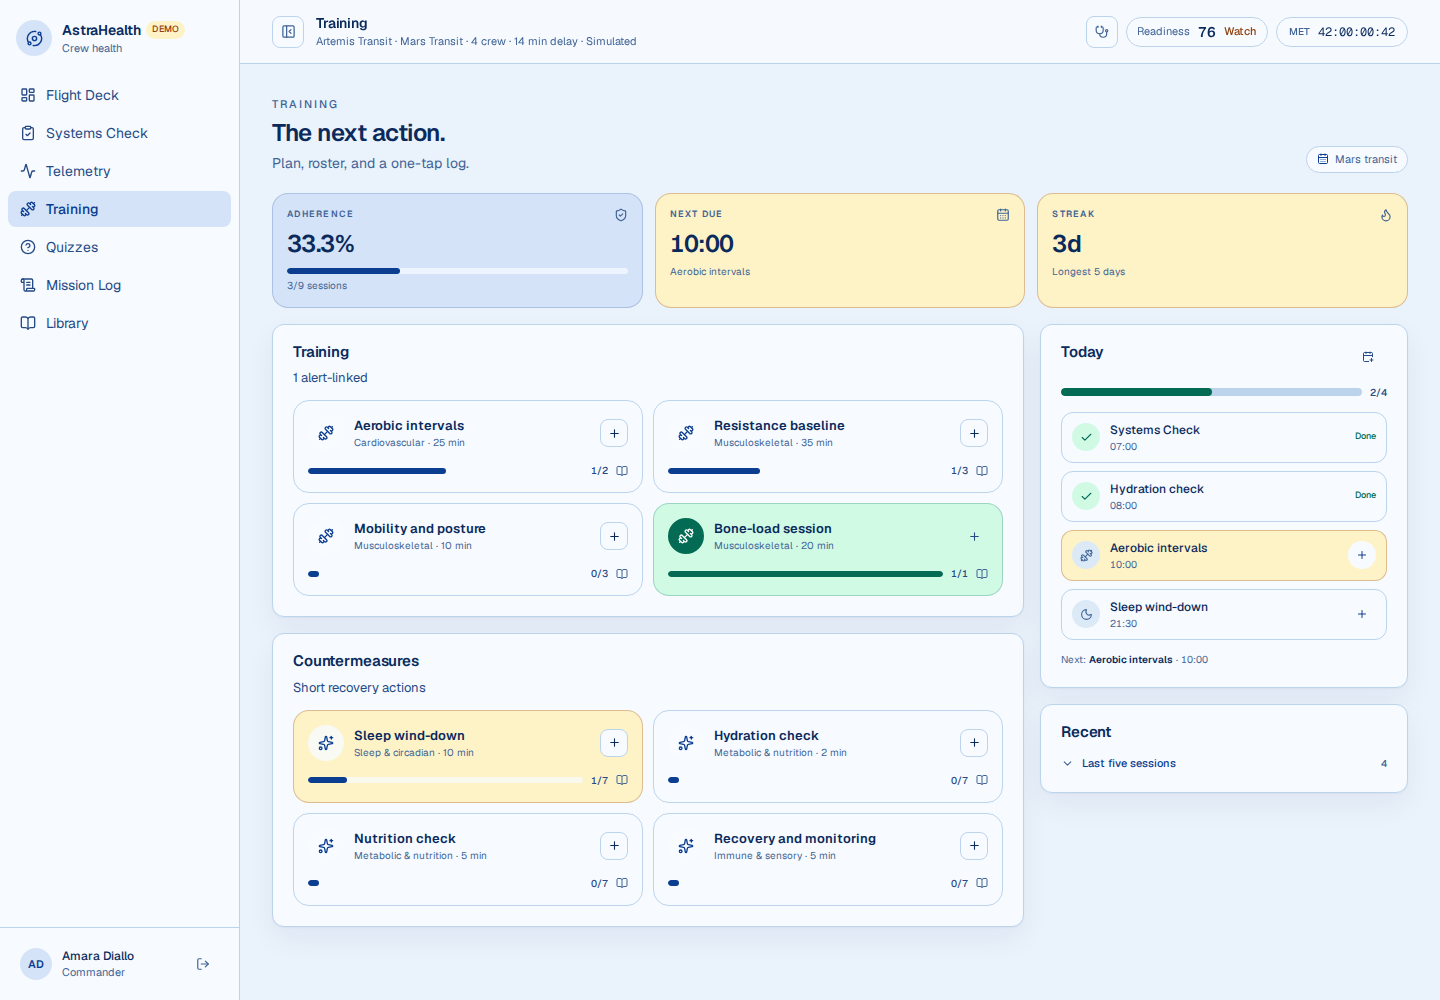 AstraHealth DEMO
Crew health
Flight Deck
Systems Check
Telemetry
Training
Quizzes
Mission Log
Library
AD
Amara Diallo
Commander
Training
Artemis Transit · Mars Transit · 4 crew · 14 min delay · Simulated
Readiness 76 Watch
MET 42:00:00:42
TRAINING
The next action.
Plan, roster, and a one-tap log.
Mars transit
ADHERENCE
33.3%
3/9 sessions
NEXT DUE
10:00
Aerobic intervals
STREAK
3d
Longest 5 days
Training
1 alert-linked
Aerobic intervals
Cardiovascular · 25 min
1/2
Resistance baseline
Musculoskeletal · 35 min
1/3
Mobility and posture
Musculoskeletal · 10 min
0/3
Bone-load session
Musculoskeletal · 20 min
1/1
Countermeasures
Short recovery actions
Sleep wind-down
Sleep & circadian · 10 min
1/7
Hydration check
Metabolic & nutrition · 2 min
0/7
Nutrition check
Metabolic & nutrition · 5 min
0/7
Recovery and monitoring
Immune & sensory · 5 min
0/7
Today
2/4
Systems Check
07:00
Done
Hydration check
08:00
Done
Aerobic intervals
10:00
Sleep wind-down
21:30
Next: Aerobic intervals · 10:00
Recent
Last five sessions
4